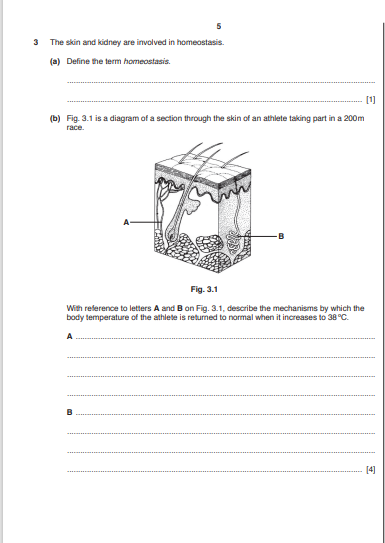 5
3 The skin and kidney are involved in homeostasis.
(a) Define the term homeostasis.
[1]
(b) Fig. 3.1 is a diagram of a section through the skin of an athlete taking part in a 200m
race.
A
B
Fig. 3.1
With reference to letters A and B on Fig. 3.1, describe the mechanisms by which the
body temperature of the athlete is returned to normal when it increases to 38°C.
A
B
[4]